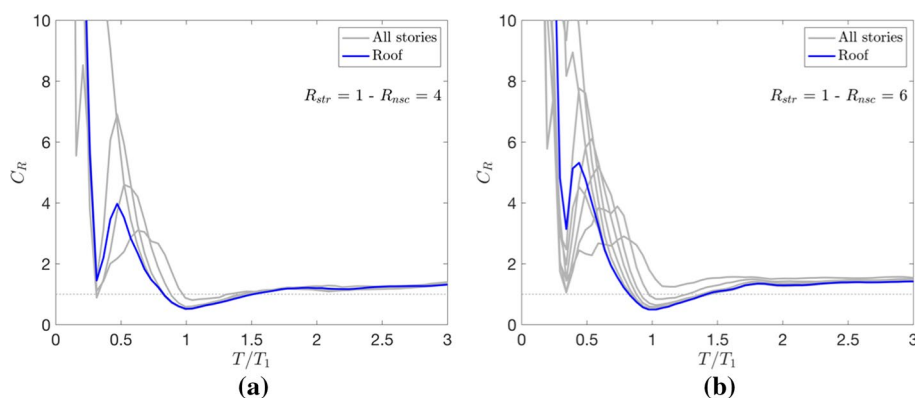 10
8
6
4
2
0
C_R
0 0.5 1 1.5 2 2.5 3
T/T_1
All stories
Roof
R_str = 1 - R_nsc = 4
(a)
10
8
6
4
2
0
C_R
0 0.5 1 1.5 2 2.5 3
T/T_1
All stories
Roof
R_str = 1 - R_nsc = 6
(b)